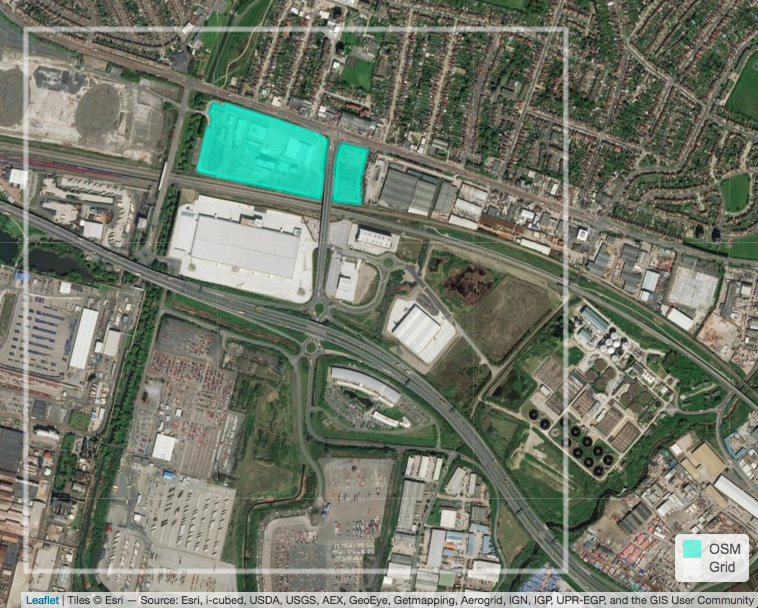 OSM
Grid
Leaflet | Tiles © Esri — Source: Esri, i-cubed, USDA, USGS, AEX, GeoEye, Getmapping, Aerogrid, IGN, IGP, UPR-EGP, and the GIS User Community